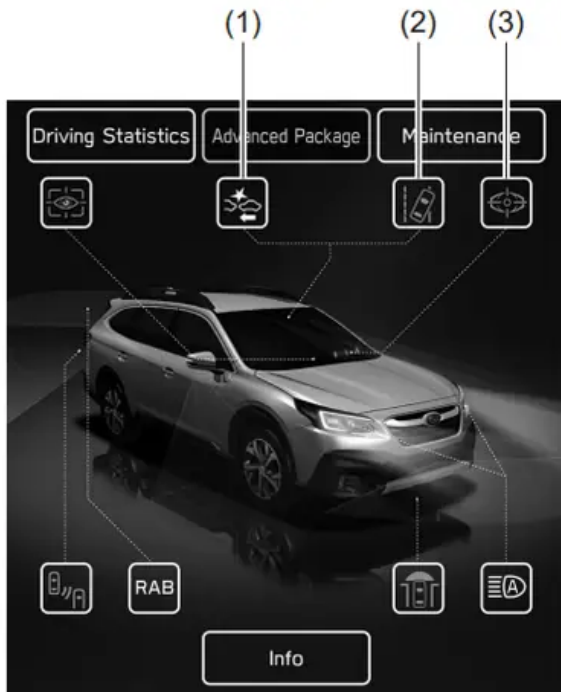 (1) (2) (3)
Driving Statistics Advanced Package Maintenance
RAB
A
Info